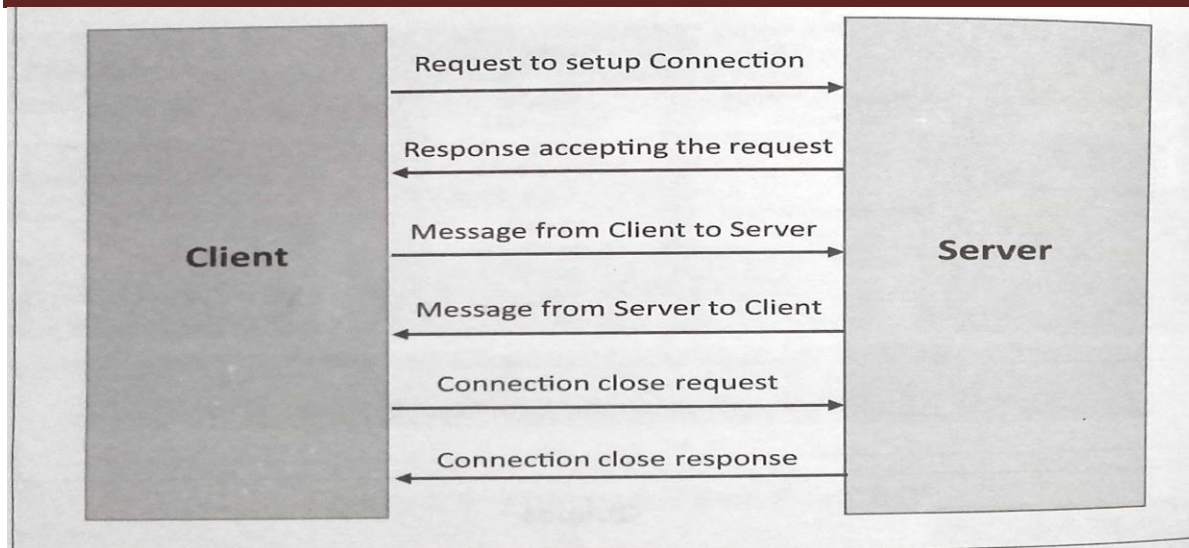 Request to setup Connection
Response accepting the request
Client
Message from Client to Server
Server
Message from Server to Client
Connection close request
Connection close response